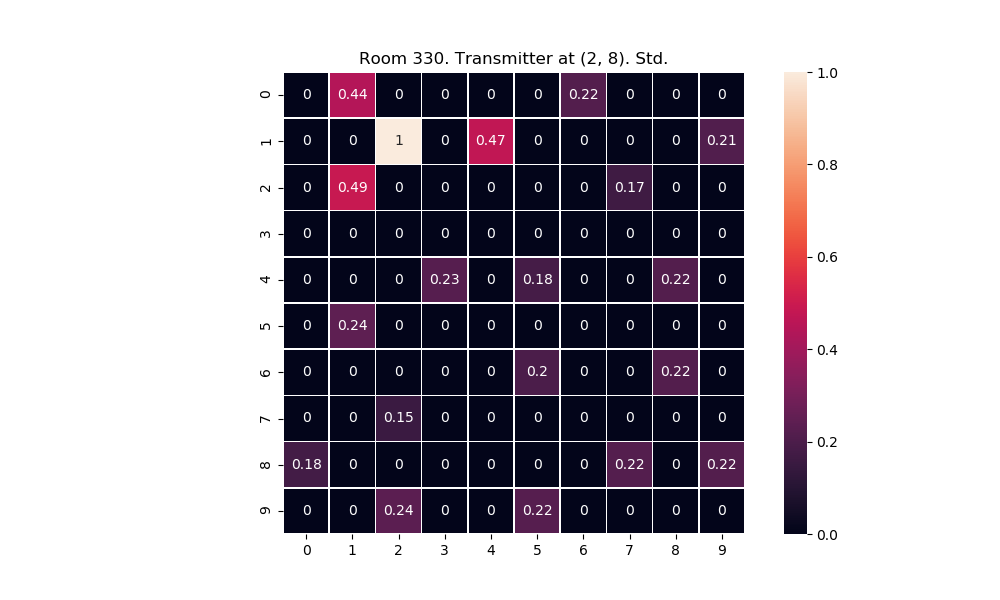 Room 330. Transmitter at (2, 8). Std.
0 0 0.44 0 0 0 0 0.22 0 0 0
1 0 0 1 0 0.47 0 0 0 0 0.21
2 0 0.49 0 0 0 0 0 0.17 0 0
3 0 0 0 0 0 0 0 0 0 0
4 0 0 0 0.23 0 0.18 0 0 0.22 0
5 0 0.24 0 0 0 0 0 0 0 0
6 0 0 0 0 0 0.2 0 0 0.22 0
7 0 0 0.15 0 0 0 0 0 0 0
8 0.18 0 0 0 0 0 0 0.22 0 0.22
9 0 0 0.24 0 0 0.22 0 0 0 0
0 1 2 3 4 5 6 7 8 9
1.0
0.8
0.6
0.4
0.2
0.0